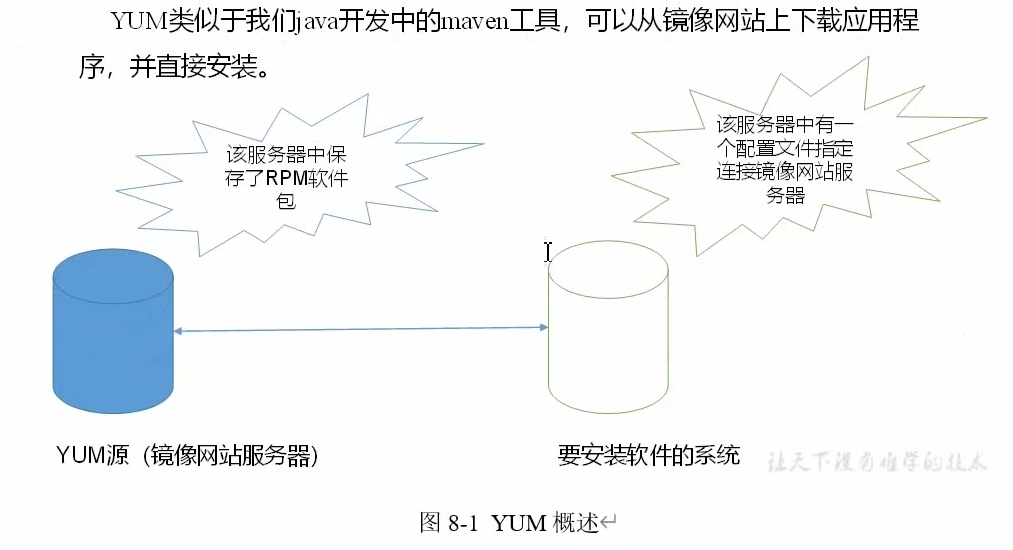 YUM类似于我们java开发中的maven工具，可以从镜像网站上下载应用程
序，并直接安装。
该服务器中保
存了RPM软件
包
该服务器中有一
个配置文件指定
连接镜像网站服
务器
YUM源（镜像网站服务器）
要安装软件的系统
让天下没有难学的技术
图 8-1 YUM 概述↵